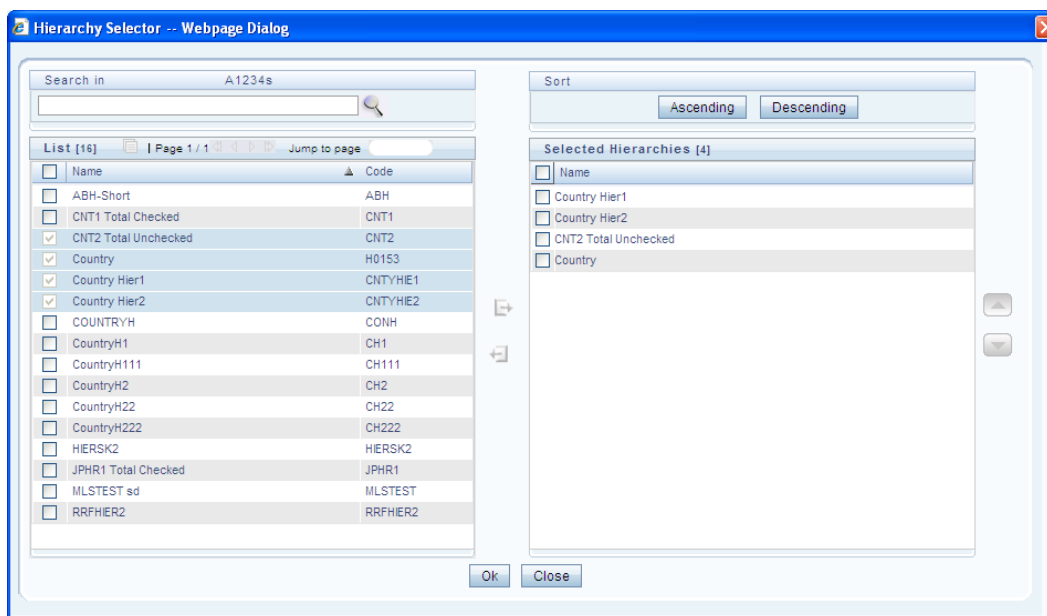 Hierarchy Selector -- Webpage Dialog
Search in A1234s
Sort
Ascending Descending
List [16] | Page 1 / 1 Jump to page
Name Code
ABH-Short ABH
CNT1 Total Checked CNT1
CNT2 Total Unchecked CNT2
Country H0153
Country Hier1 CNTYHIE1
Country Hier2 CNTYHIE2
COUNTRYH CONH
CountryH1 CH1
CountryH111 CH111
CountryH2 CH2
CountryH22 CH22
CountryH222 CH222
HIERSK2 HIERSK2
JPHR1 Total Checked JPHR1
MLSTEST sd MLSTEST
RRFHIER2 RRFHIER2
Selected Hierarchies [4]
Name
Country Hier1
Country Hier2
CNT2 Total Unchecked
Country
Ok Close